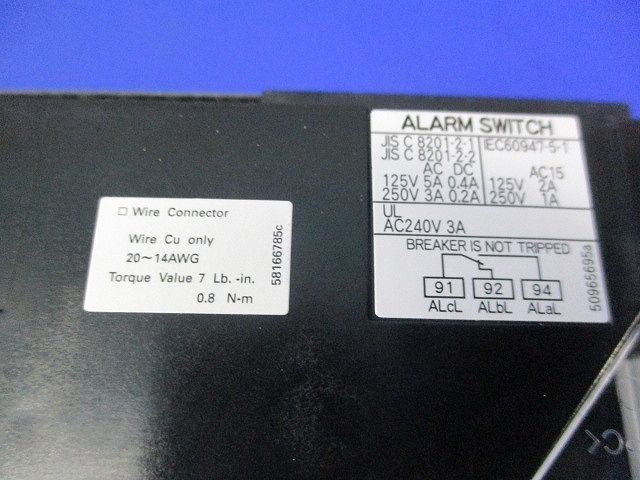 □ Wire Connector
Wire Cu only
20~14AWG
Torque Value 7 Lb. -in.
0.8 N-m
58166785c
ALARM SWITCH
JIS C 8201-2-1
JIS C 8201-2-2
AC DC
125V 5A 0.4A
250V 3A 0.2A
IEC60947-5-1
AC15
125V 2A
250V 1A
UL
AC240V 3A
BREAKER IS NOT TRIPPED
91 92 94
ALcL ALbL ALaL
50965695a